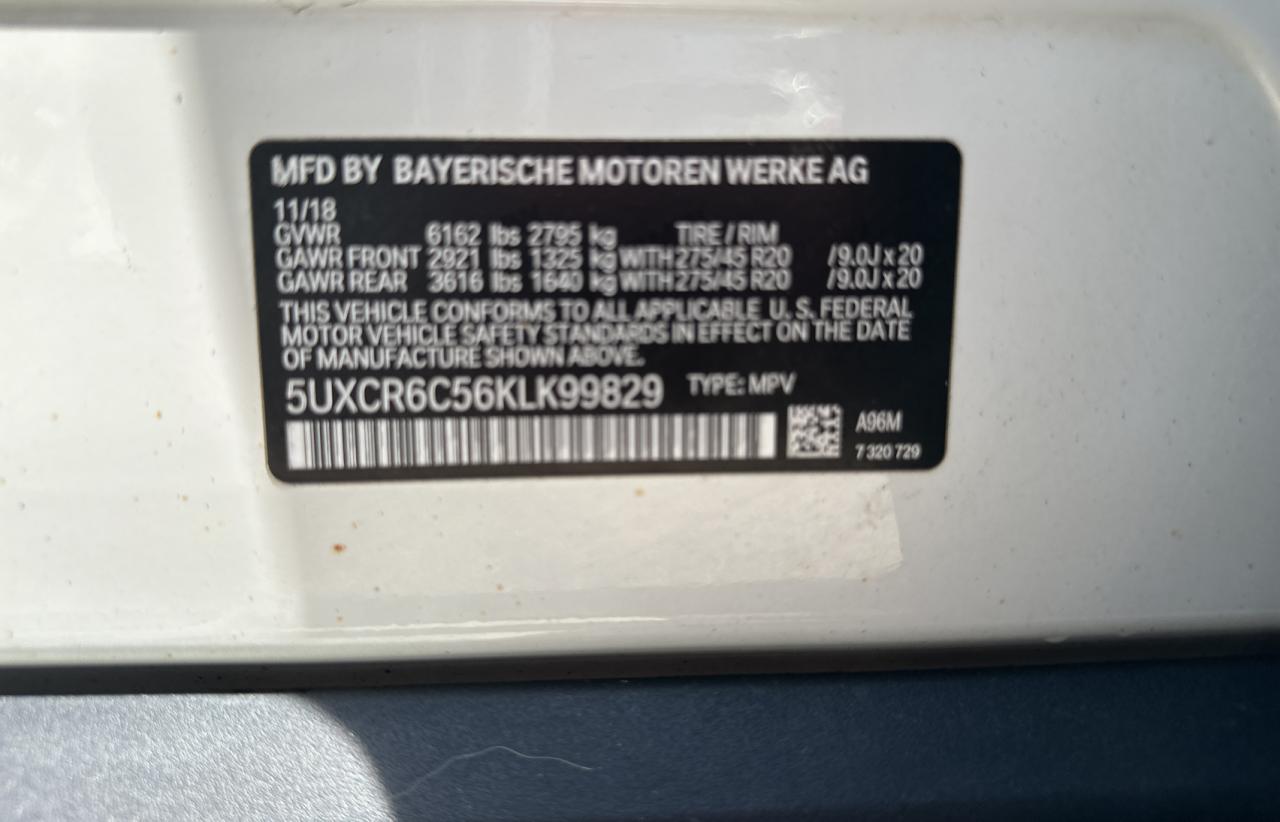 MFD BY BAYERISCHE MOTOREN WERKE AG
11/18
GVWR 6162 lbs 2795 kg TIRE / RIM
GAWR FRONT 2921 lbs 1325 kg WITH 275/45 R20 /9.0J x 20
GAWR REAR 3616 lbs 1640 kg WITH 275/45 R20 /9.0J x 20
THIS VEHICLE CONFORMS TO ALL APPLICABLE U. S. FEDERAL
MOTOR VEHICLE SAFETY STANDARDS IN EFFECT ON THE DATE
OF MANUFACTURE SHOWN ABOVE.
5UXCR6C56KLK99829 TYPE: MPV
A96M
7 320 729